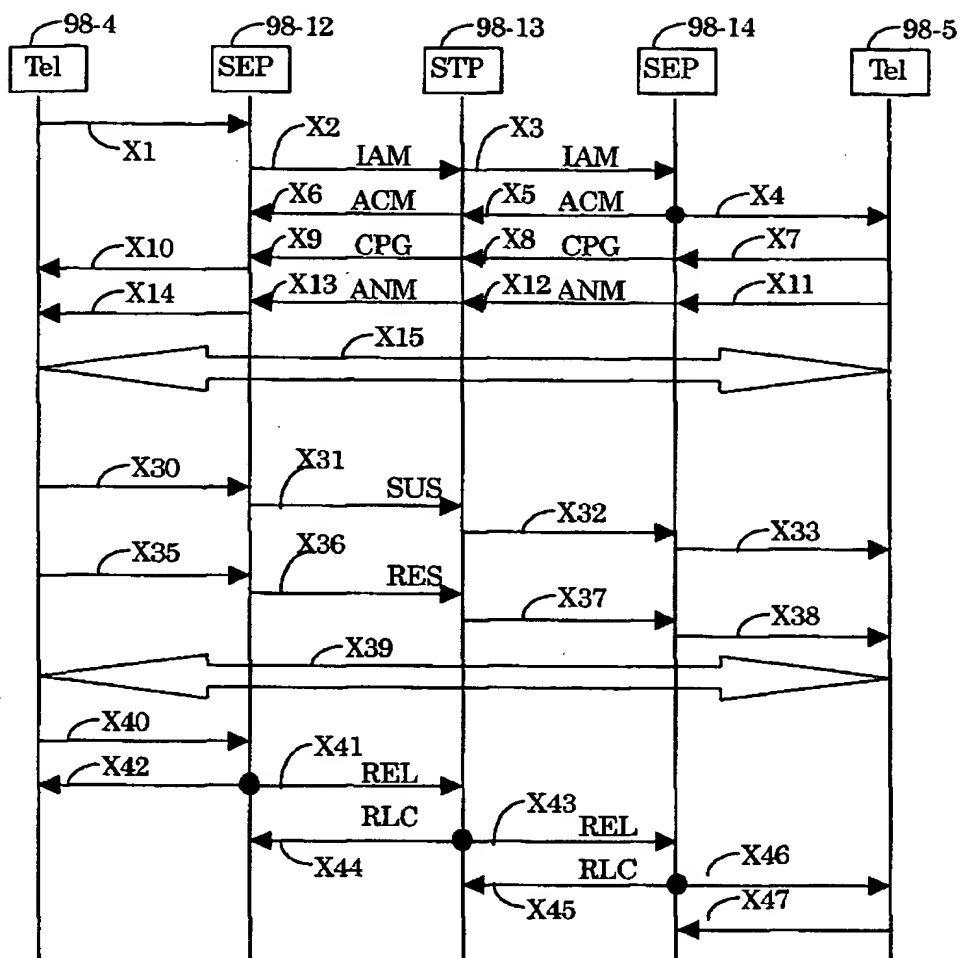 98-4 98-12 98-13 98-14 98-5
Tel SEP STP SEP Tel
X1 X2 IAM X3 IAM
X6 ACM X5 ACM X4
X10 X9 CPG X8 CPG X7
X14 X13 ANM X12 ANM X11
X15
X30 X31 SUS X32 X33
X35 X36 RES X37 X38
X39
X40
X42 X41 REL
RLC X43 REL
X44 RLC X46
X45 X47